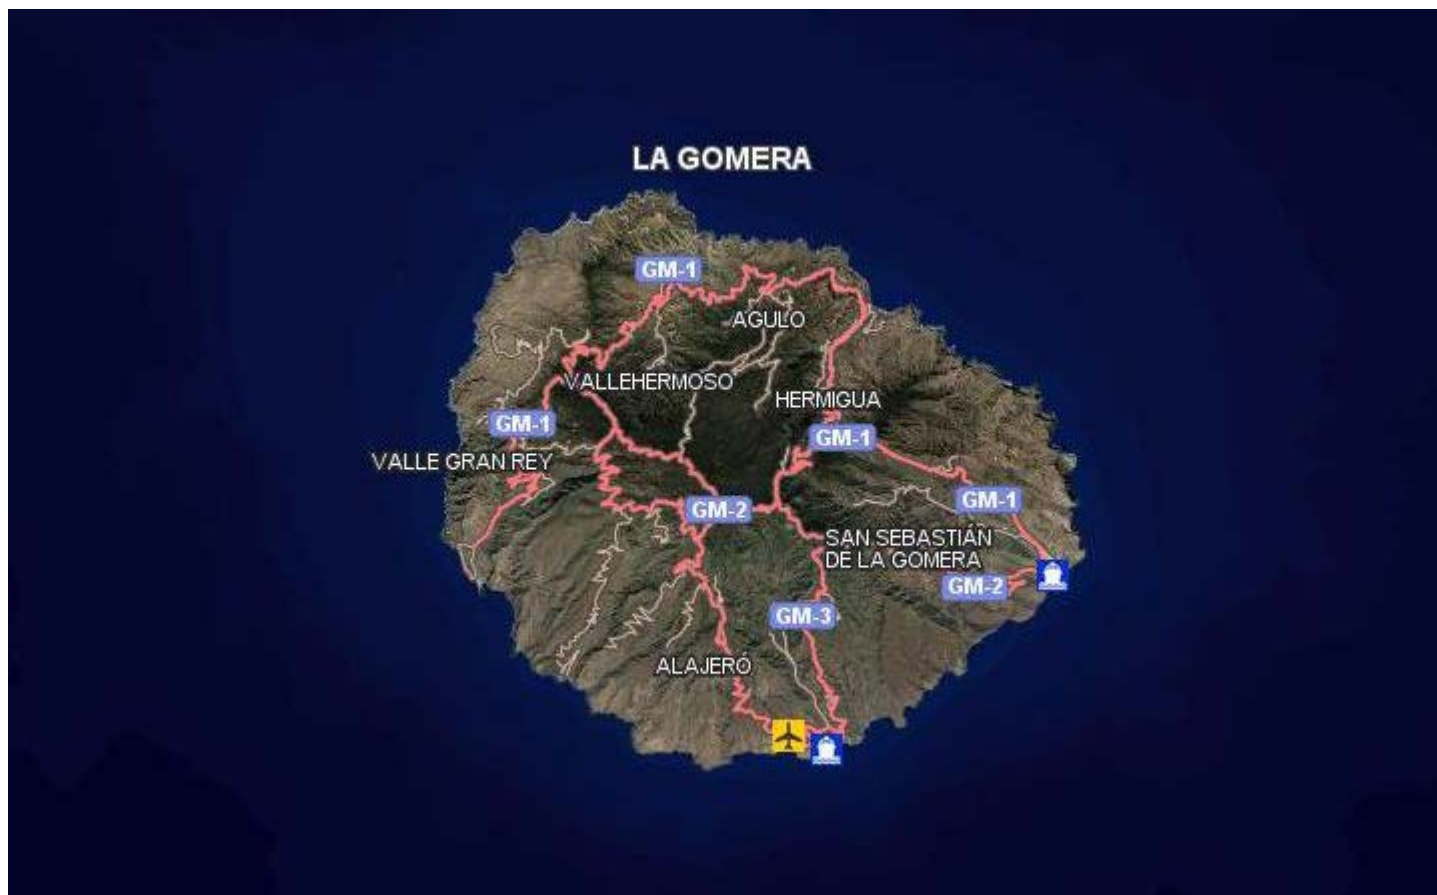 LA GOMERA
GM-1
AGULO
VALLEHERMOSO
HERMIGUA
GM-1
GM-1
VALLE GRAN REY
GM-1
GM-2
SAN SEBASTIÁN
DE LA GOMERA
GM-2
GM-3
ALAJERÓ